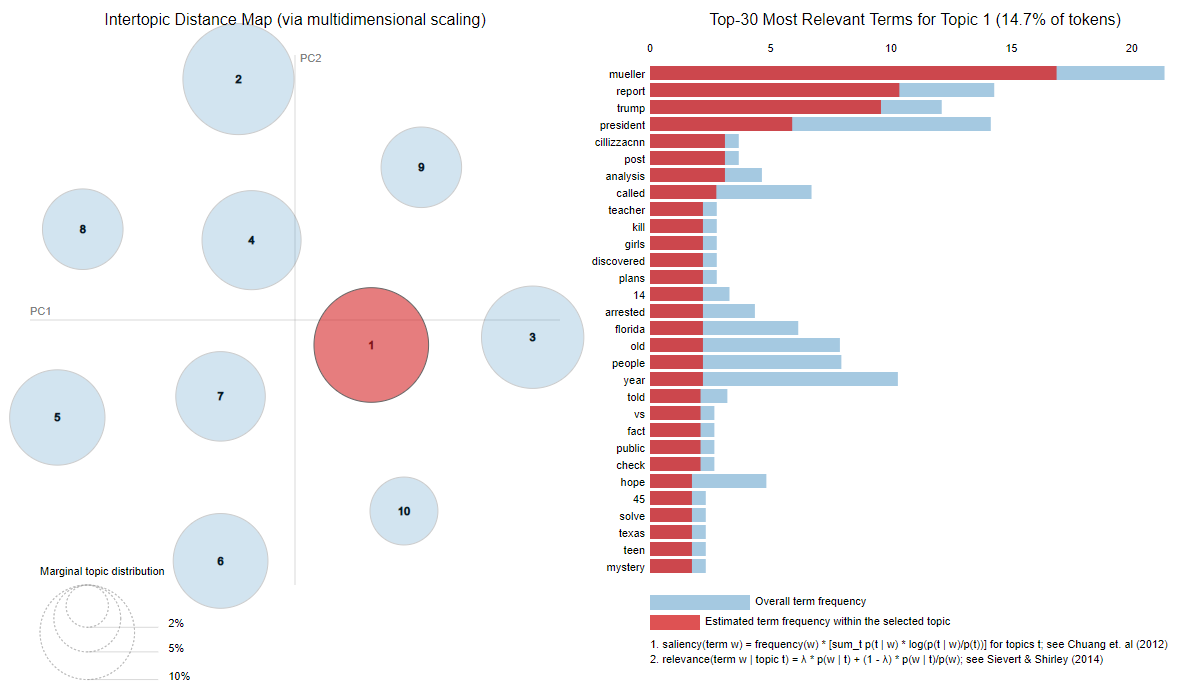 Intertopic Distance Map (via multidimensional scaling)
PC2
2
9
8
4
PC1
1
3
7
5
10
6
Marginal topic distribution
2%
5%
10%
Top-30 Most Relevant Terms for Topic 1 (14.7% of tokens)
0 5 10 15 20
mueller
report
trump
president
cillizzacnn
post
analysis
called
teacher
kill
girls
discovered
plans
14
arrested
florida
old
people
year
told
vs
fact
public
check
hope
45
solve
texas
teen
mystery
Overall term frequency
Estimated term frequency within the selected topic
1. saliency(term w) = frequency(w) * [sum_t p(t | w) * log(p(t | w)/p(t))] for topics t; see Chuang et. al (2012)
2. relevance(term w | topic t) = λ * p(w | t) + (1 - λ) * p(w | t)/p(w); see Sievert & Shirley (2014)